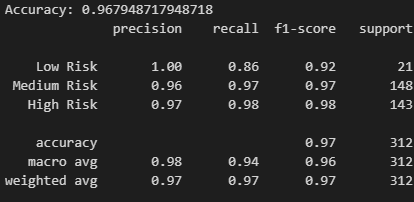 Accuracy: 0.967948717948718
precision recall f1-score support
Low Risk 1.00 0.86 0.92 21
Medium Risk 0.96 0.97 0.97 148
High Risk 0.97 0.98 0.98 143
accuracy 0.97 312
macro avg 0.98 0.94 0.96 312
weighted avg 0.97 0.97 0.97 312